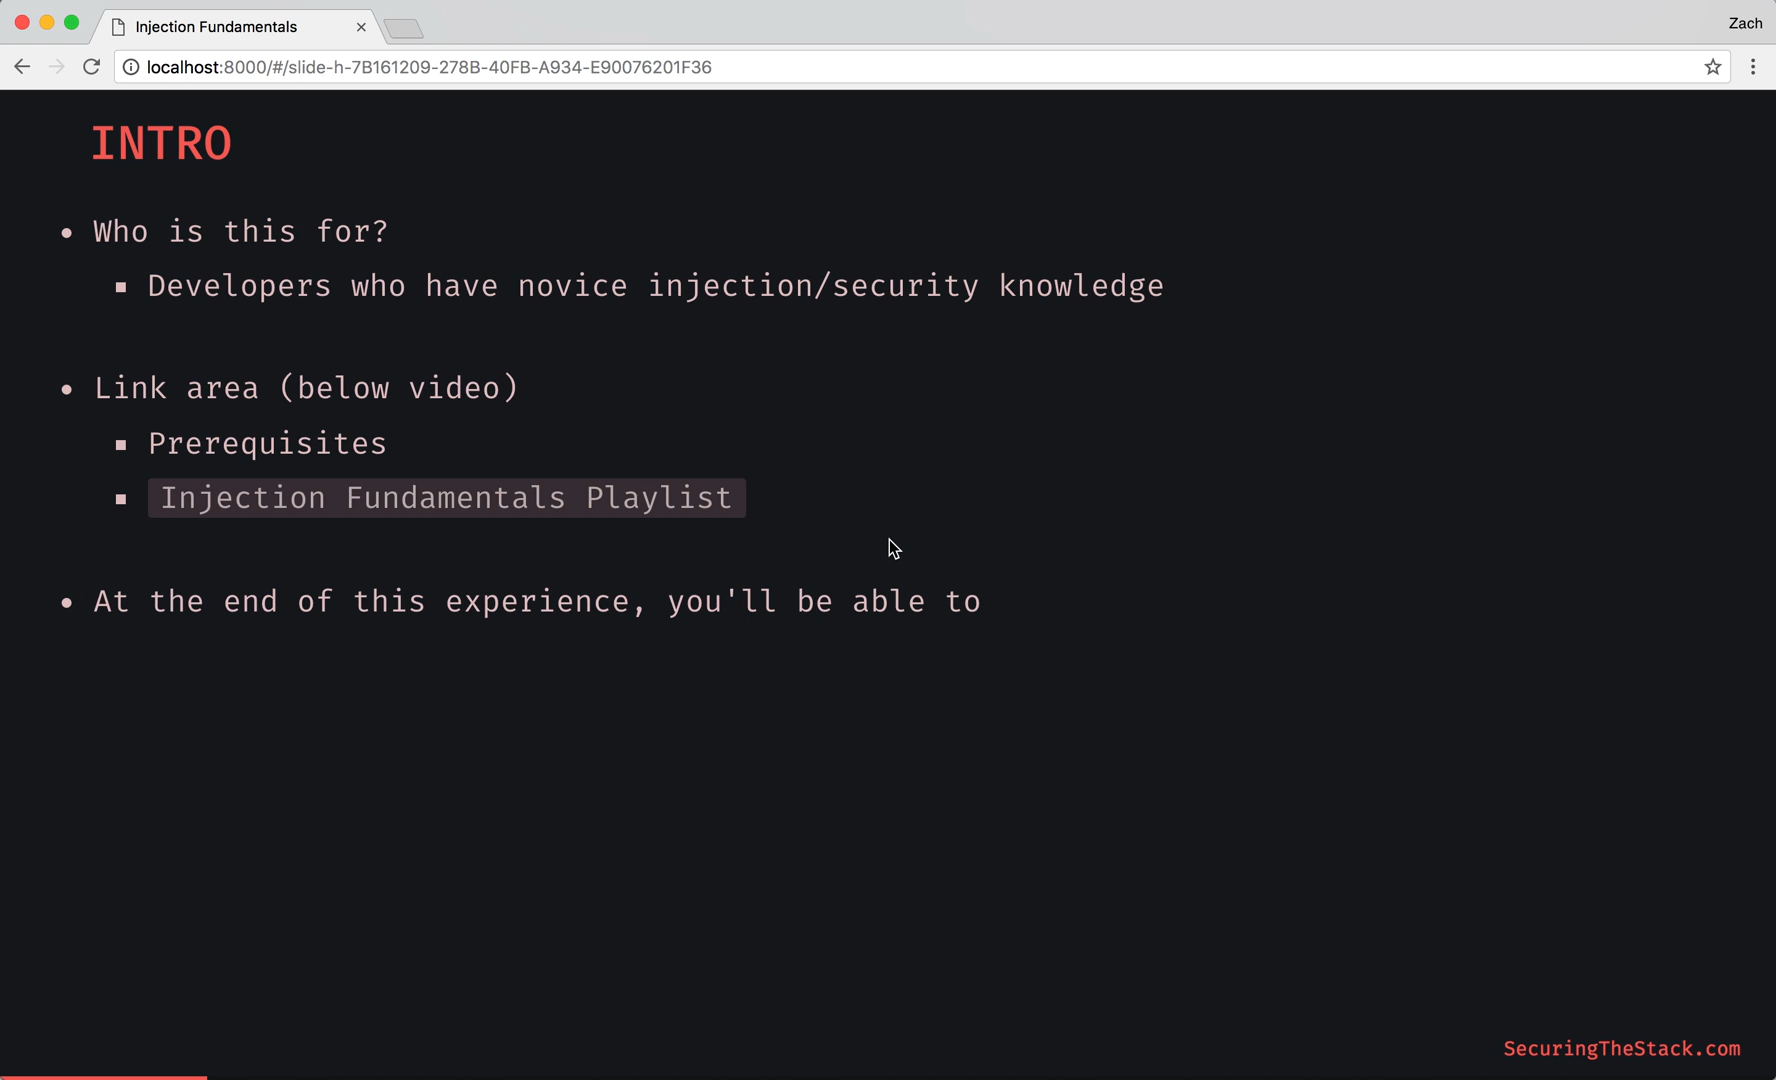 Injection Fundamentals
Zach
localhost:8000/#/slide-h-7B161209-278B-40FB-A934-E90076201F36
INTRO
Who is this for?
Developers who have novice injection/security knowledge
Link area (below video)
Prerequisites
Injection Fundamentals Playlist
At the end of this experience, you'll be able to
SecuringTheStack.com